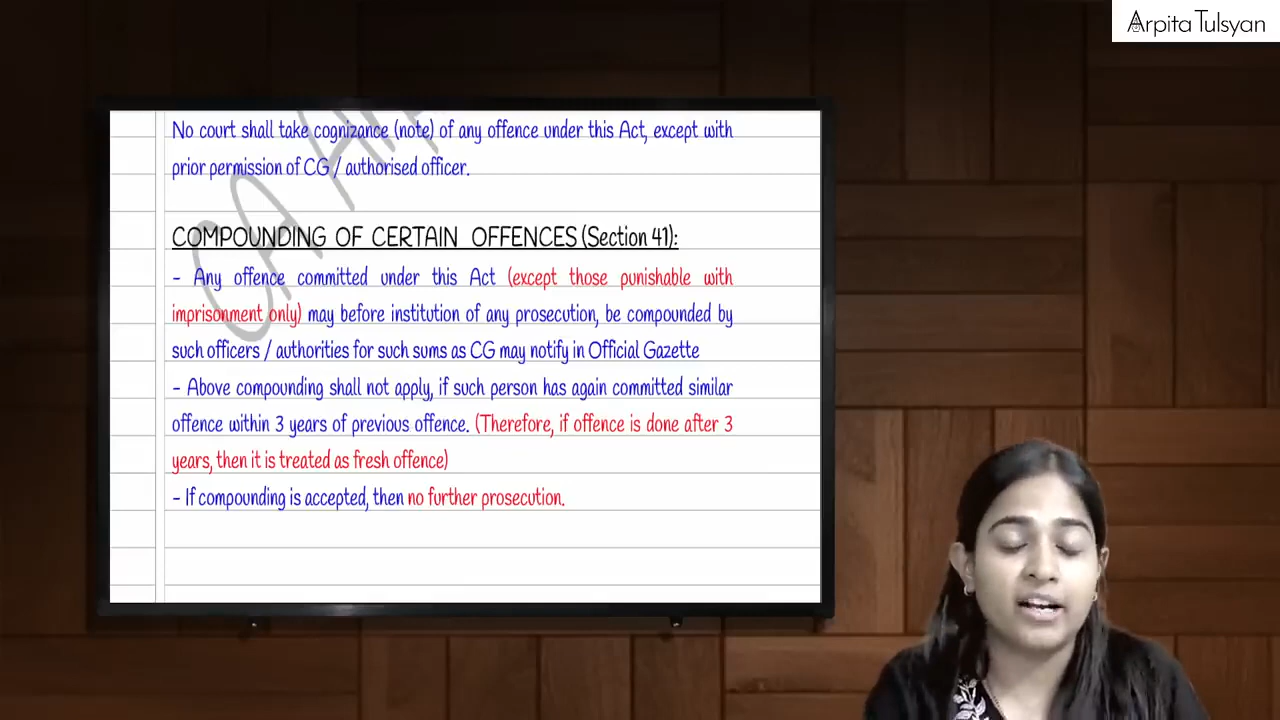 Arpita Tulsyan
No court shall take cognizance (note) of any offence under this Act, except with
prior permission of CG / authorised officer.
COMPOUNDING OF CERTAIN OFFENCES (Section 41):
- Any offence committed under this Act (except those punishable with
imprisonment only) may before institution of any prosecution, be compounded by
such officers / authorities for such sums as CG may notify in Official Gazette
- Above compounding shall not apply, if such person has again committed similar
offence within 3 years of previous offence. (Therefore, if offence is done after 3
years, then it is treated as fresh offence)
- If compounding is accepted, then no further prosecution.